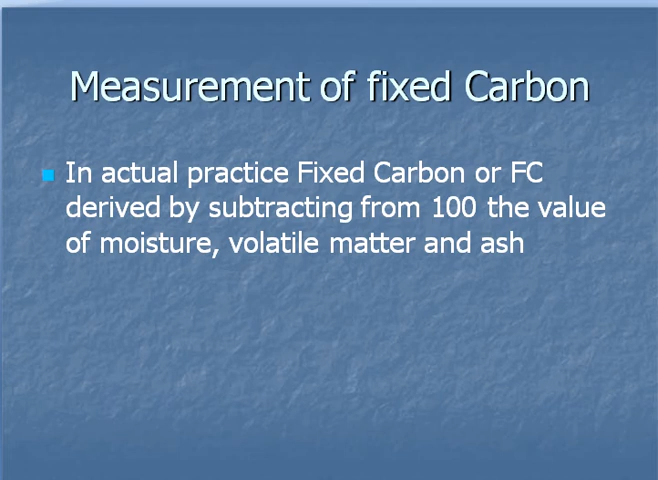 Measurement of fixed Carbon
In actual practice Fixed Carbon or FC
derived by subtracting from 100 the value
of moisture, volatile matter and ash